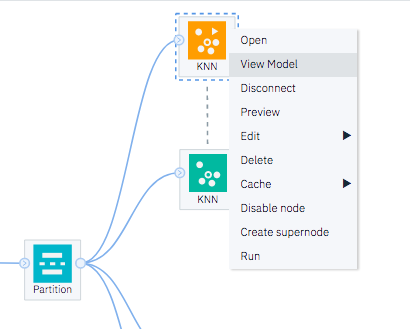 KNN
Open
View Model
Disconnect
Preview
Edit
Delete
Cache
Disable node
Create supernode
Run
KNN
Partition